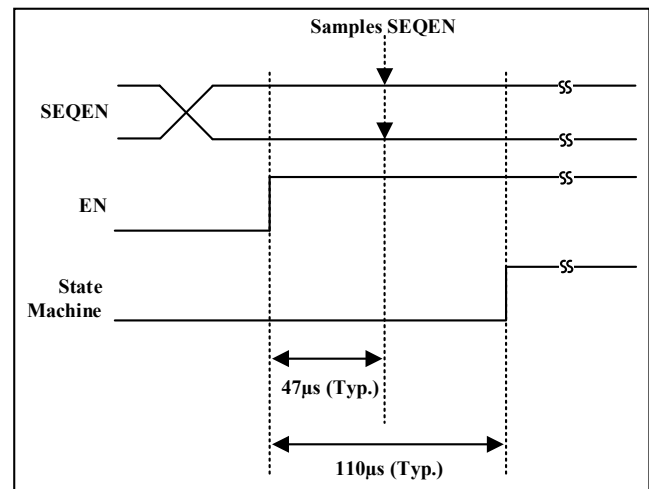 Samples SEQEN
SEQEN
EN
State
Machine
47µs (Typ.)
110µs (Typ.)